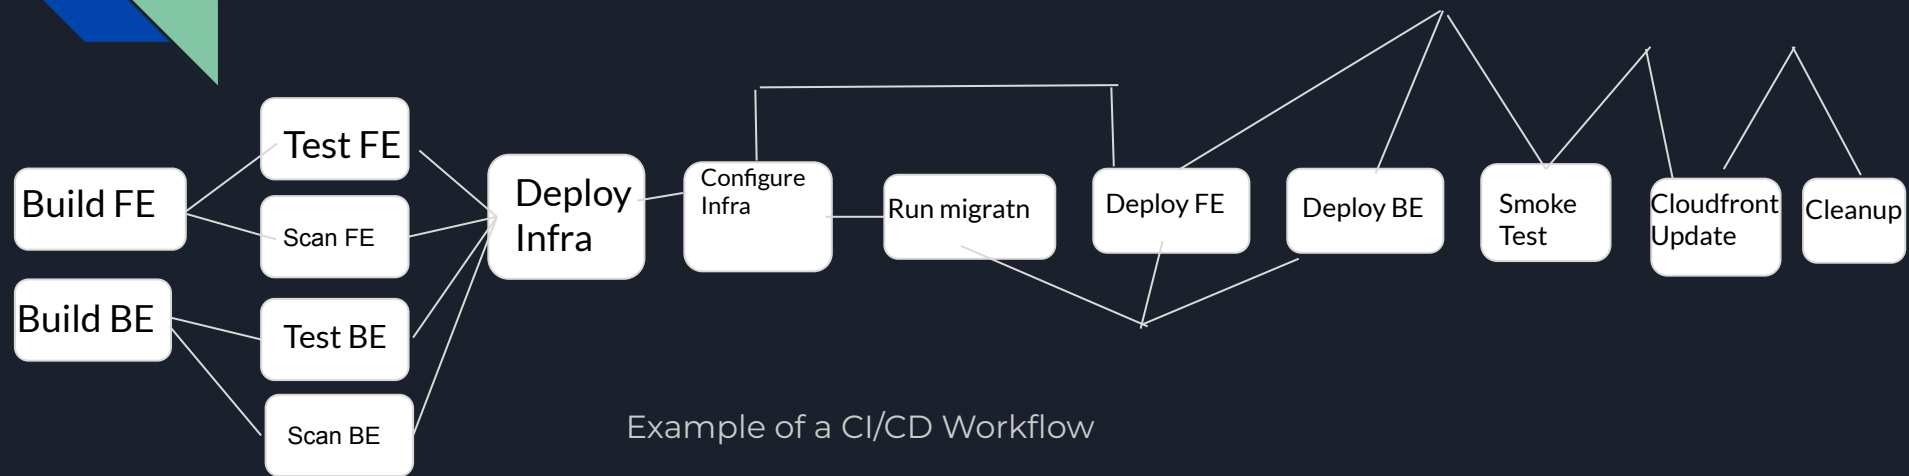 Build FE
Build BE
Test FE
Scan FE
Test BE
Scan BE
Deploy
Infra
Configure
Infra
Run migratn
Deploy FE
Deploy BE
Smoke
Test
Cloudfront
Update
Cleanup
Example of a CI/CD Workflow